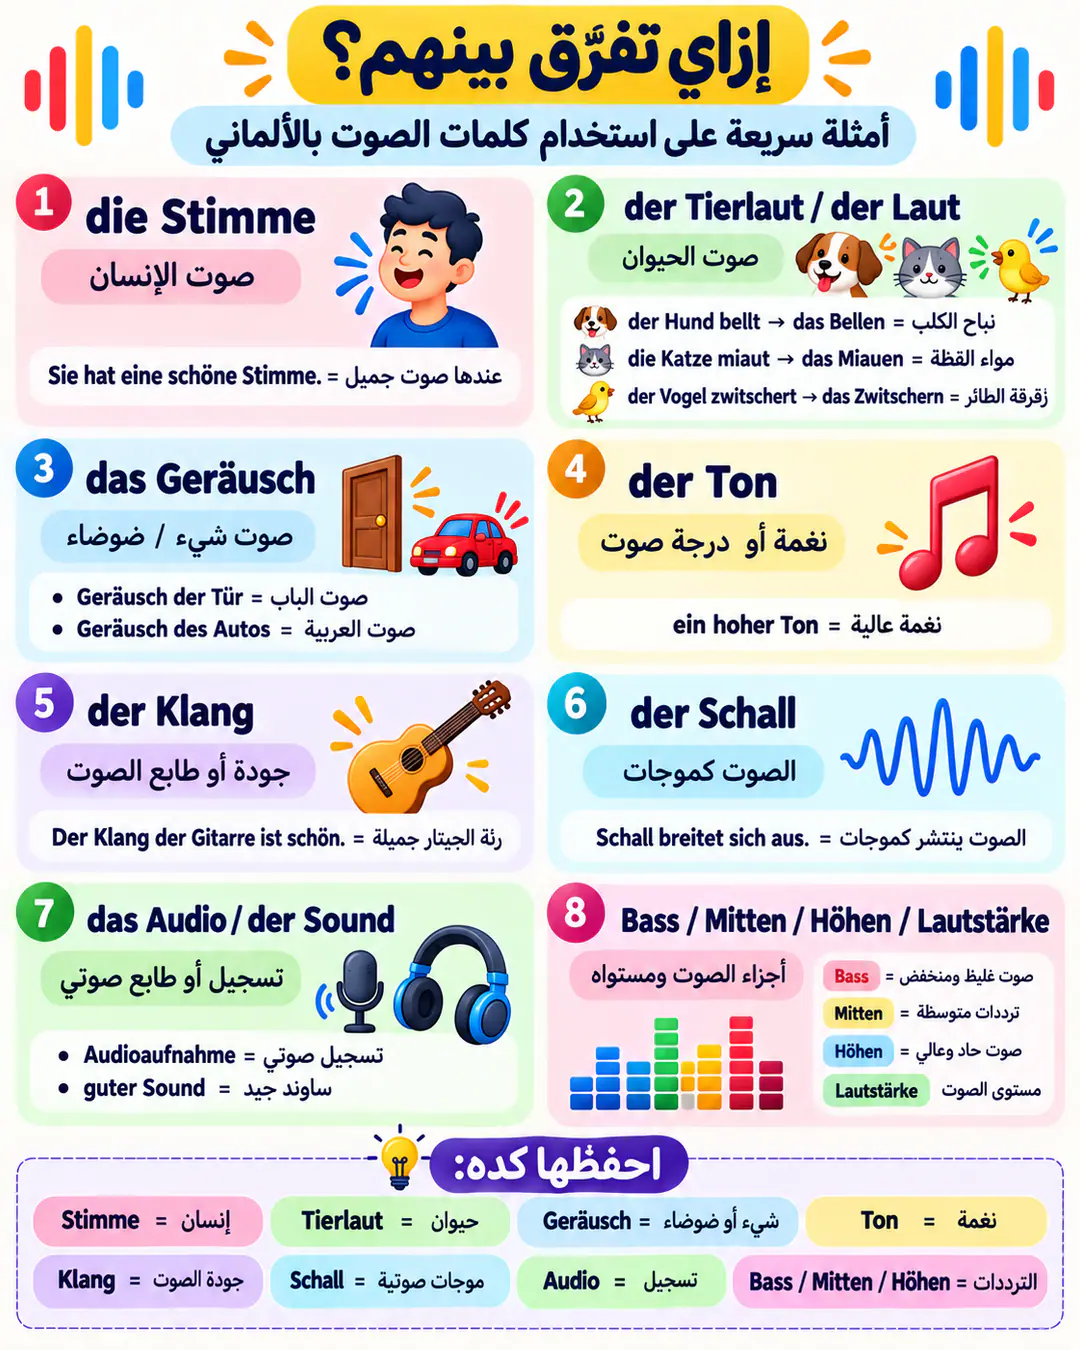 إزاي تفرَّق بينهم؟
أمثلة سريعة على استخدام كلمات الصوت بالألماني
1
die Stimme
صوت الإنسان
Sie hat eine schöne Stimme. = عندها صوت جميل
2
der Tierlaut / der Laut
صوت الحيوان
der Hund bellt → das Bellen = نباح الكلب
die Katze miaut → das Miauen = مواء القطة
der Vogel zwitschert → das Zwitschern = زقرقة الطائر
3
das Geräusch
صوت شيء / ضوضاء
• Geräusch der Tür = صوت الباب
• Geräusch des Autos = صوت العربية
4
der Ton
نغمة أو درجة صوت
ein hoher Ton = نغمة عالية
5
der Klang
جودة أو طابع الصوت
Der Klang der Gitarre ist schön. = رنة الجيتار جميلة
6
der Schall
الصوت كموجات
Schall breitet sich aus. = الصوت ينتشر كموجات
7
das Audio / der Sound
تسجيل أو طابع صوتي
• Audioaufnahme = تسجيل صوتي
• guter Sound = ساوند جيد
8
Bass / Mitten / Höhen / Lautstärke
أجزاء الصوت ومستواه
Bass = صوت غليظ ومنخفض
Mitten = ترددات متوسظة
Höhen = صوت حاد وعالي
Lautstärke مستوى الصوت
احفظها كده:
Stimme = إنسان
Tierlaut = حيوان
Geräusch = شيء أو ضوضاء
Ton = نغمة
Klang = جودة الصوت
Schall = موجات صوتية
Audio = تسجيل
Bass / Mitten / Höhen = الترددات